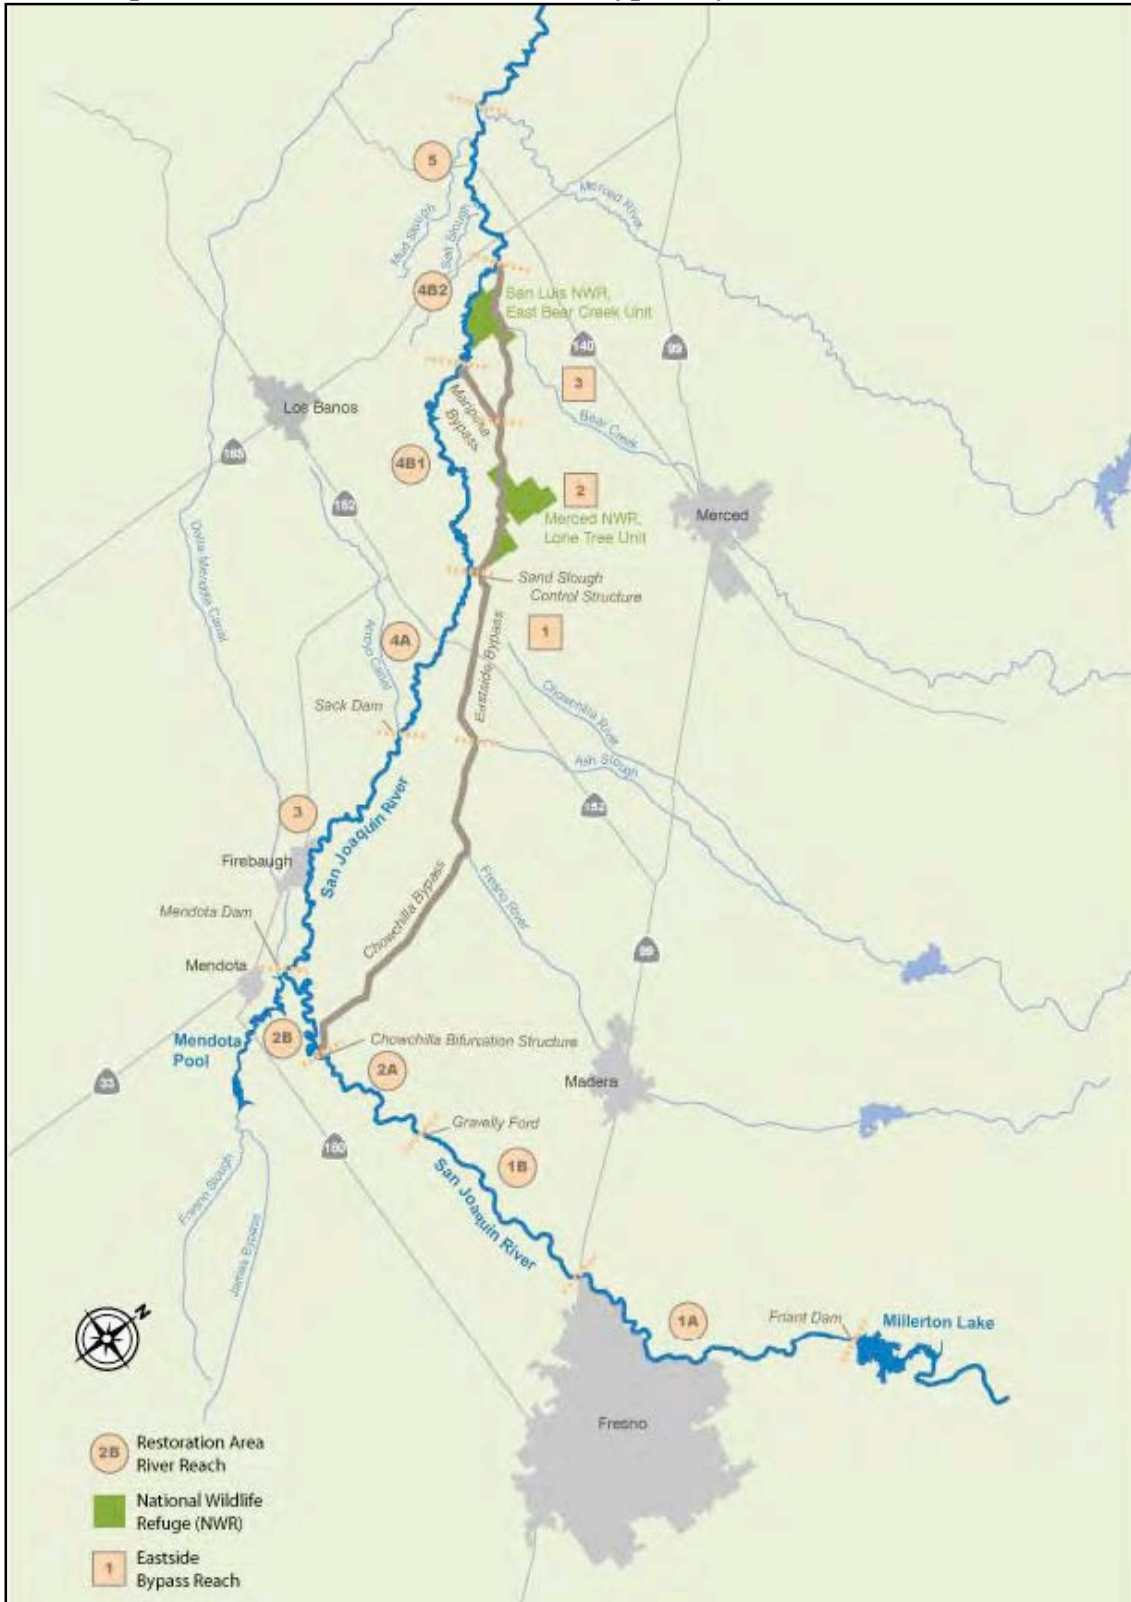 5
Merced River
Mud Slough
Salt Slough
4B2
San Luis NWR,
East Bear Creek Unit
140
99
3
Los Banos
Mariposa
Bypass
Bear Creek
165
4B1
152
2
Merced NWR,
Lone Tree Unit
Merced
Delta-Mendota Canal
Sand Slough
Control Structure
1
4A
Arroyo Canal
Eastside Bypass
Sack Dam
Chowchilla River
Ash Slough
3
152
San Joaquin River
Firebaugh
Chowchilla Bypass
Fresno River
Mendota Dam
99
Mendota
Mendota
Pool
2B
Chowchilla Bifurcation Structure
2A
Madera
33
Gravelly Ford
180
1B
San Joaquin River
Fresno Slough
James Bypass
N
1A
Friant Dam
Millerton Lake
Fresno
2B
Restoration Area
River Reach
National Wildlife
Refuge (NWR)
1
Eastside
Bypass Reach